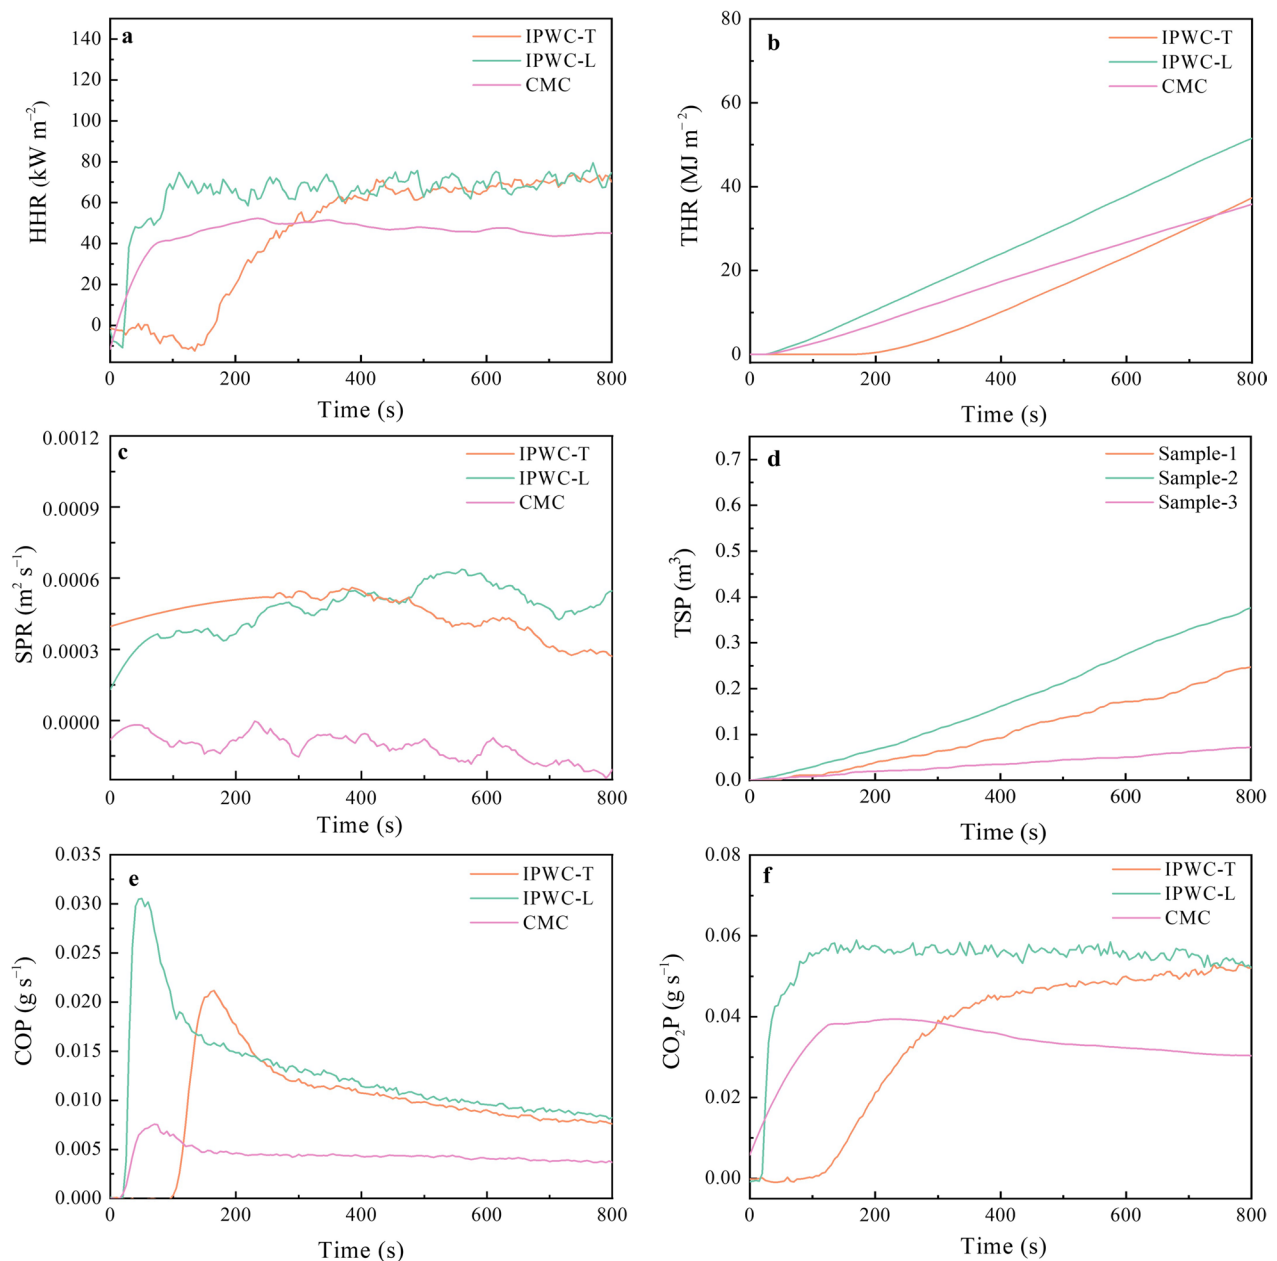 a
IPWC-T
IPWC-L
CMC
HHR (kW m⁻²)
140
120
100
80
60
40
20
0
0 200 400 600 800
Time (s)
b
IPWC-T
IPWC-L
CMC
THR (MJ m⁻²)
80
60
40
20
0
0 200 400 600 800
Time (s)
c
IPWC-T
IPWC-L
CMC
SPR (m² s⁻¹)
0.0012
0.0009
0.0006
0.0003
0.0000
0 200 400 600 800
Time (s)
d
Sample-1
Sample-2
Sample-3
TSP (m³)
0.7
0.6
0.5
0.4
0.3
0.2
0.1
0.0
0 200 400 600 800
Time (s)
e
IPWC-T
IPWC-L
CMC
COP (g s⁻¹)
0.035
0.030
0.025
0.020
0.015
0.010
0.005
0.000
0 200 400 600 800
Time (s)
f
IPWC-T
IPWC-L
CMC
CO₂P (g s⁻¹)
0.08
0.06
0.04
0.02
0.00
0 200 400 600 800
Time (s)